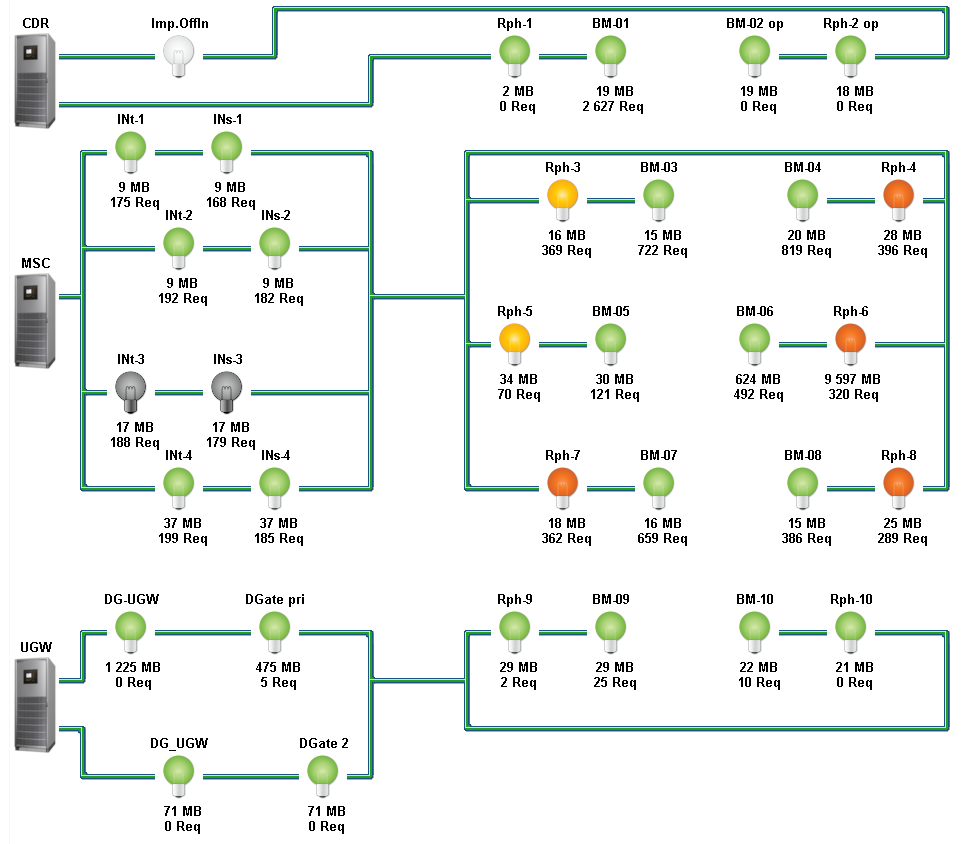 CDR
Imp.OffIn
Rph-1
BM-01
BM-02 op
Rph-2 op
2 MB
0 Req
19 MB
2 627 Req
19 MB
0 Req
18 MB
0 Req
INt-1
INs-1
9 MB
175 Req
9 MB
168 Req
INt-2
INs-2
9 MB
192 Req
9 MB
182 Req
MSC
INt-3
INs-3
17 MB
188 Req
17 MB
179 Req
INt-4
INs-4
37 MB
199 Req
37 MB
185 Req
Rph-3
BM-03
BM-04
Rph-4
16 MB
369 Req
15 MB
722 Req
20 MB
819 Req
28 MB
396 Req
Rph-5
BM-05
BM-06
Rph-6
34 MB
70 Req
30 MB
121 Req
624 MB
492 Req
9 597 MB
320 Req
Rph-7
BM-07
BM-08
Rph-8
18 MB
362 Req
16 MB
659 Req
15 MB
386 Req
25 MB
289 Req
UGW
DG-UGW
DGate pri
1 225 MB
0 Req
475 MB
5 Req
DG_UGW
DGate 2
71 MB
0 Req
71 MB
0 Req
Rph-9
BM-09
BM-10
Rph-10
29 MB
2 Req
29 MB
25 Req
22 MB
10 Req
21 MB
0 Req